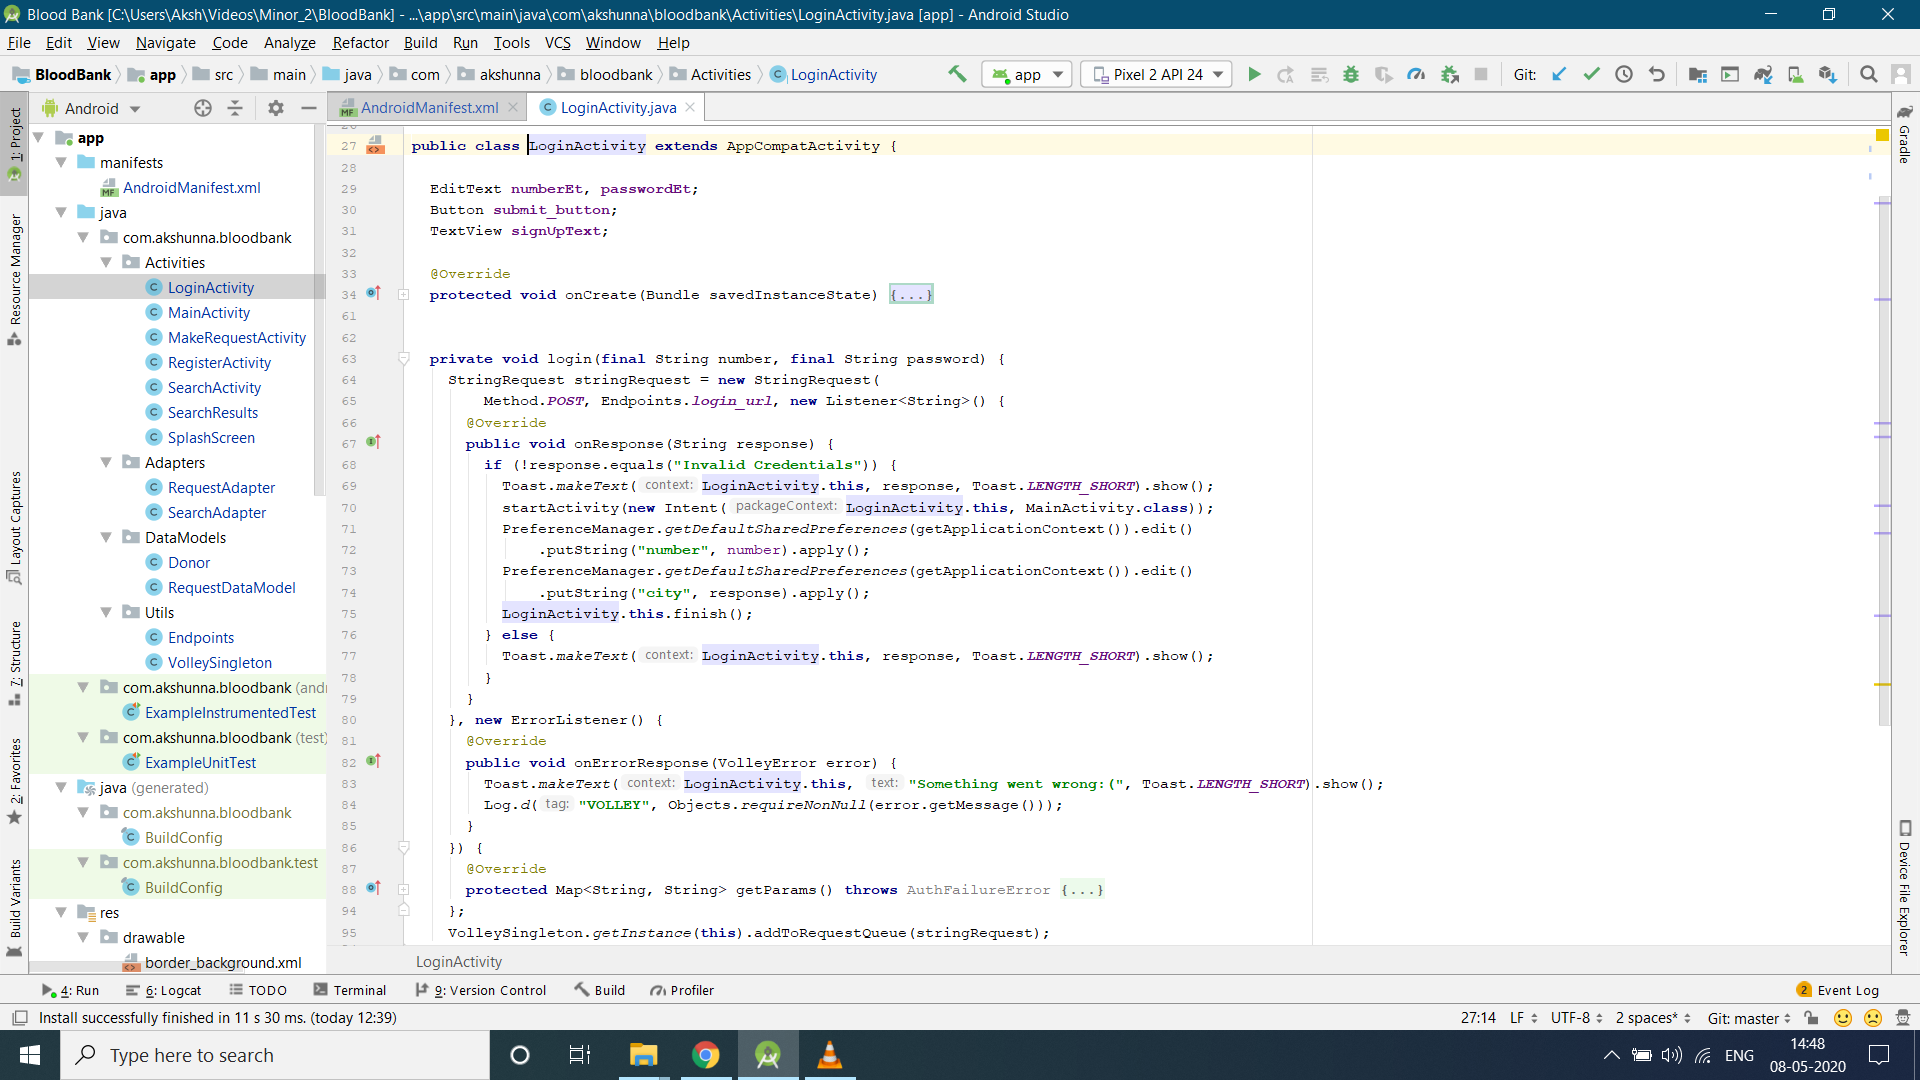 Blood Bank [C:\Users\Aksh\Videos\Minor_2\BloodBank] - ...\app\src\main\java\com\akshunna\bloodbank\Activities\LoginActivity.java [app] - Android Studio
File Edit View Navigate Code Analyze Refactor Build Run Tools VCS Window Help
BloodBank app src main java com akshunna bloodbank Activities LoginActivity app Pixel 2 API 24 Git:
Android AndroidManifest.xml LoginActivity.java
1: Project
Resource Manager
Layout Captures
7: Structure
2: Favorites
Build Variants
app
manifests
AndroidManifest.xml
java
com.akshunna.bloodbank
Activities
LoginActivity
MainActivity
MakeRequestActivity
RegisterActivity
SearchActivity
SearchResults
SplashScreen
Adapters
RequestAdapter
SearchAdapter
DataModels
Donor
RequestDataModel
Utils
Endpoints
VolleySingleton
com.akshunna.bloodbank (andr
ExampleInstrumentedTest
com.akshunna.bloodbank (test)
ExampleUnitTest
java (generated)
com.akshunna.bloodbank
BuildConfig
com.akshunna.bloodbank.test
BuildConfig
res
drawable
border_background.xml
27 public class LoginActivity extends AppCompatActivity {
28
29 EditText numberEt, passwordEt;
30 Button submit_button;
31 TextView signUpText;
32
33 @Override
34 protected void onCreate(Bundle savedInstanceState) {...}
61
62
63 private void login(final String number, final String password) {
64 StringRequest stringRequest = new StringRequest(
65 Method.POST, Endpoints.login_url, new Listener<String>() {
66 @Override
67 public void onResponse(String response) {
68 if (!response.equals("Invalid Credentials")) {
69 Toast.makeText( context: LoginActivity.this, response, Toast.LENGTH_SHORT).show();
70 startActivity(new Intent( packageContext: LoginActivity.this, MainActivity.class));
71 PreferenceManager.getDefaultSharedPreferences(getApplicationContext()).edit()
72 .putString("number", number).apply();
73 PreferenceManager.getDefaultSharedPreferences(getApplicationContext()).edit()
74 .putString("city", response).apply();
75 LoginActivity.this.finish();
76 } else {
77 Toast.makeText( context: LoginActivity.this, response, Toast.LENGTH_SHORT).show();
78 }
79 }
80 }, new ErrorListener() {
81 @Override
82 public void onErrorResponse(VolleyError error) {
83 Toast.makeText( context: LoginActivity.this, text: "Something went wrong:(", Toast.LENGTH_SHORT).show();
84 Log.d( tag: "VOLLEY", Objects.requireNonNull(error.getMessage()));
85 }
86 }) {
87 @Override
88 protected Map<String, String> getParams() throws AuthFailureError {...}
94 };
95 VolleySingleton.getInstance(this).addToRequestQueue(stringRequest);
LoginActivity
Gradle
Device File Explorer
4: Run 6: Logcat TODO Terminal 9: Version Control Build Profiler 2 Event Log
Install successfully finished in 11 s 30 ms. (today 12:39) 27:14 LF UTF-8 2 spaces* Git: master
Type here to search ENG 14:48
08-05-2020